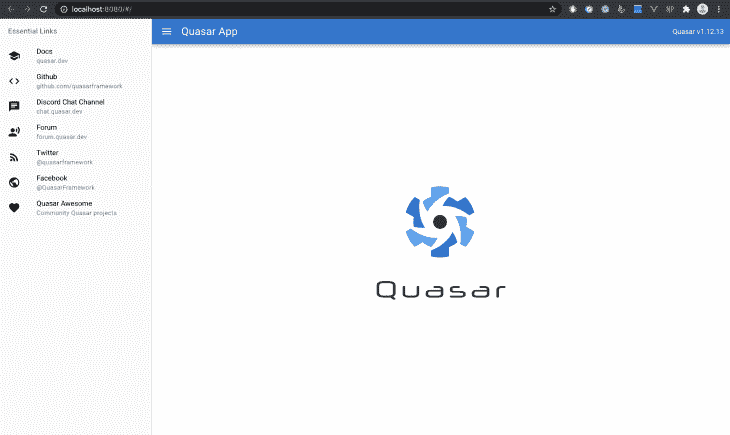 localhost:8080/#/
Essential Links
Docs
quasar.dev
Github
github.com/quasarframework
Discord Chat Channel
chat.quasar.dev
Forum
forum.quasar.dev
Twitter
@quasarframework
Facebook
@QuasarFramework
Quasar Awesome
Community Quasar projects
Quasar App
Quasar v1.12.13
Quasar